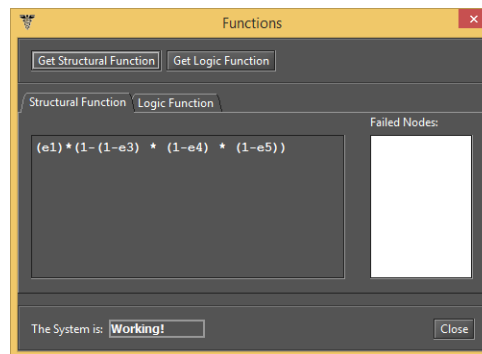 Functions
Get Structural Function Get Logic Function
Structural Function Logic Function
Failed Nodes:
(e1)*(1-(1-e3) * (1-e4) * (1-e5))
The System is: Working! Close